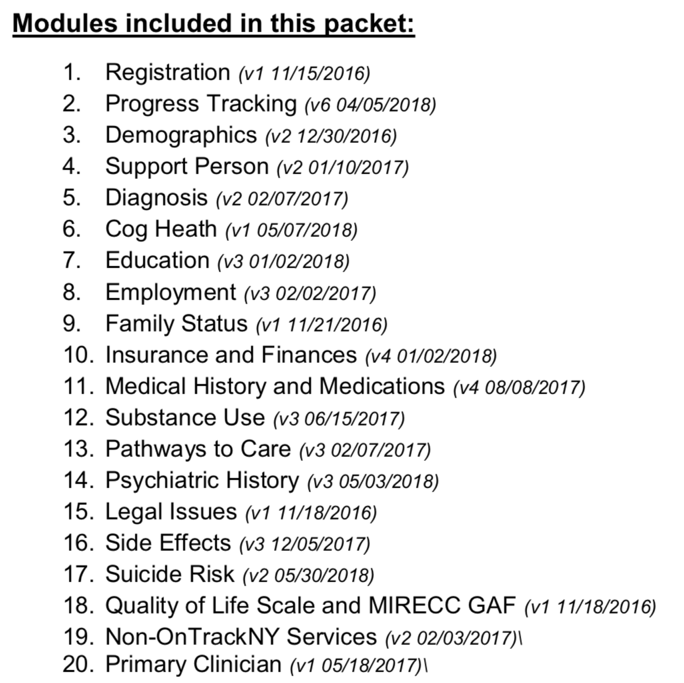 Modules included in this packet:
1. Registration (v1 11/15/2016)
2. Progress Tracking (v6 04/05/2018)
3. Demographics (v2 12/30/2016)
4. Support Person (v2 01/10/2017)
5. Diagnosis (v2 02/07/2017)
6. Cog Heath (v1 05/07/2018)
7. Education (v3 01/02/2018)
8. Employment (v3 02/02/2017)
9. Family Status (v1 11/21/2016)
10. Insurance and Finances (v4 01/02/2018)
11. Medical History and Medications (v4 08/08/2017)
12. Substance Use (v3 06/15/2017)
13. Pathways to Care (v3 02/07/2017)
14. Psychiatric History (v3 05/03/2018)
15. Legal Issues (v1 11/18/2016)
16. Side Effects (v3 12/05/2017)
17. Suicide Risk (v2 05/30/2018)
18. Quality of Life Scale and MIRECC GAF (v1 11/18/2016)
19. Non-OnTrackNY Services (v2 02/03/2017)\
20. Primary Clinician (v1 05/18/2017)\